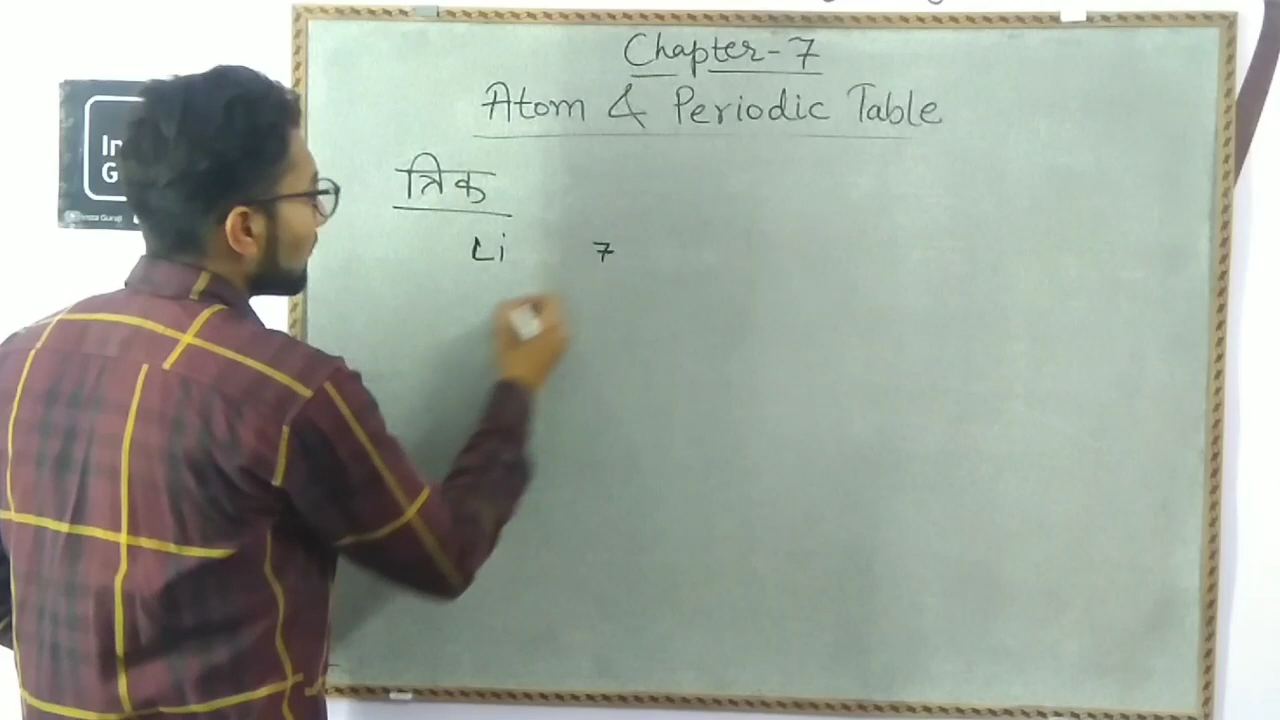 Chapter-7
Atom & Periodic Table
त्रिक
Li 7